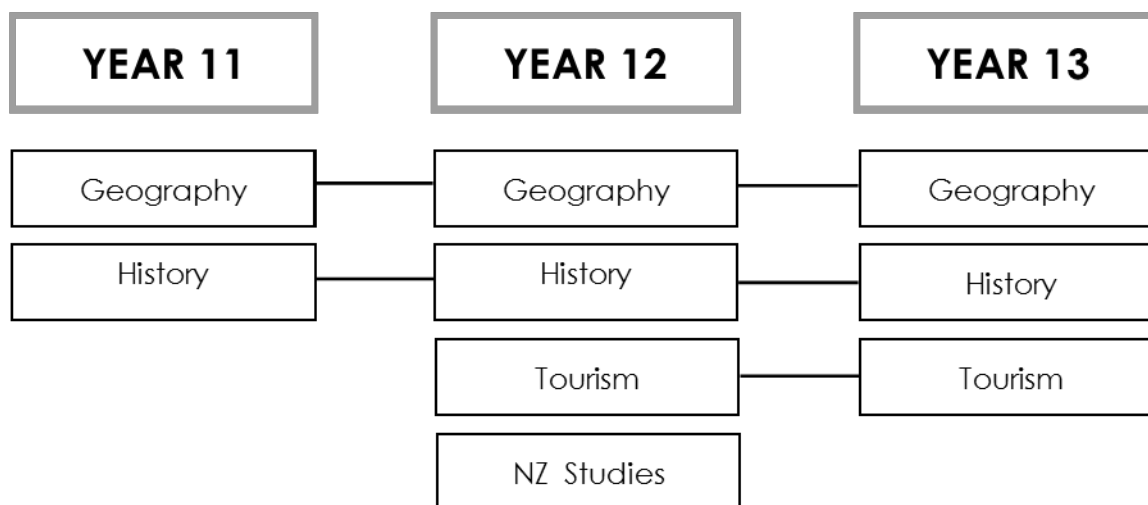 YEAR 11
YEAR 12
YEAR 13
Geography
Geography
Geography
History
History
History
Tourism
Tourism
NZ Studies